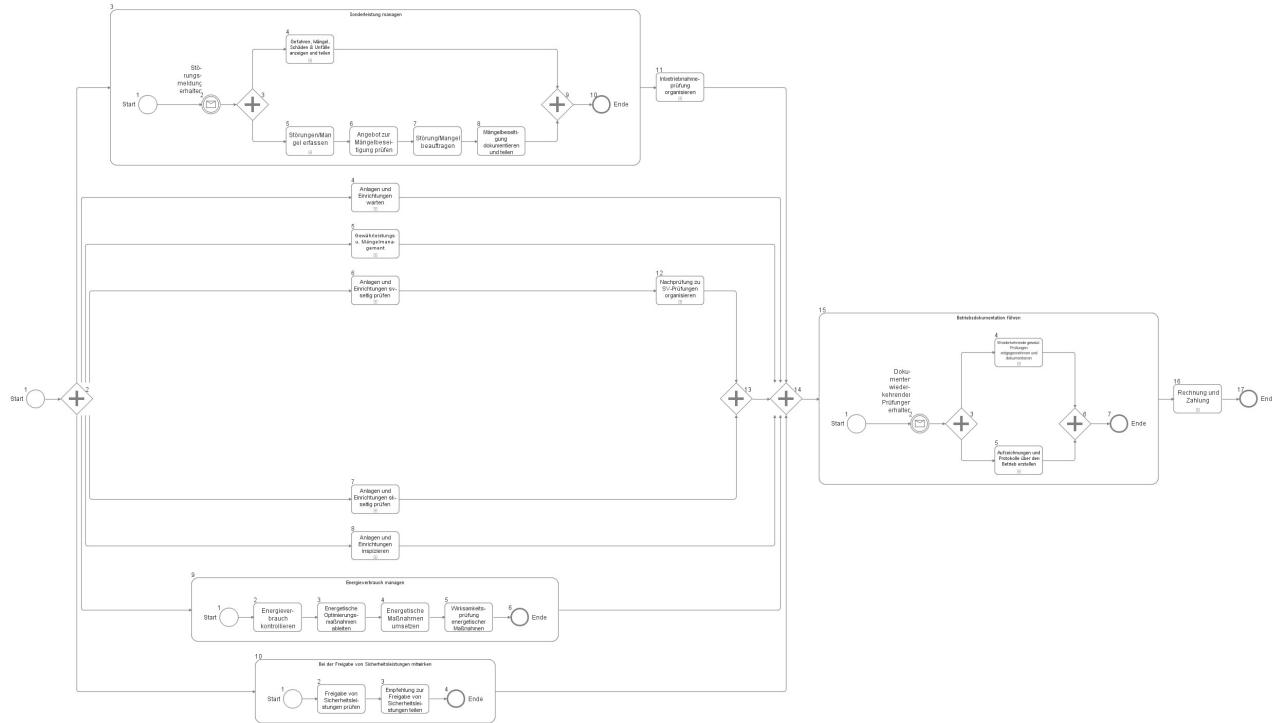 3
Sonderleistung managen
4
Gefahren, Mängel,
Schäden & Unfälle
anzeigen und teilen
Stö-
rungs-
meldung
erhalten
1
Start
2
3
5
Störungen/Män
gel erfassen
6
Angebot zur
Mängelbesei-
tigung prüfen
7
Störung/Mangel
beauftragen
8
Mängelbeseiti-
gung
dokumentieren
und teilen
9
10
Ende
11
Inbetriebnahme-
prüfung
organisieren
4
Anlagen und
Einrichtungen
warten
5
Gewährleistungs
u. Mängelmana-
gement
6
Anlagen und
Einrichtungen sv-
seitig prüfen
12
Nachprüfung zu
SV-Prüfungen
organisieren
1
Start
2
13
14
7
Anlagen und
seitig prüfen
8
Anlagen und
Einrichtungen
inspizieren
9
Energieverbrauch managen
1
Start
2
Energiever-
brauch
kontrollieren
3
Energetische
Optimierungs-
maßnahmen
ableiten
4
Energetische
Maßnahmen
umsetzen
5
Wirksamkeits-
prüfung
energetischer
Maßnahmen
6
Ende
10
Bei der Freigabe von Sicherheitsleistungen mitwirken
1
Start
2
Freigabe von
Sicherheitslei-
stungen prüfen
3
Empfehlung zur
Freigabe von
Sicherheitslei-
stungen teilen
4
Ende
15
Betriebsdokumentation führen
Doku-
menter
wieder-
kehrender
Prüfunger
erhalten
1
Start
2
3
4
Prüfungen
entgegennehmen und
dokumentieren
5
Aufzeichnungen und
Protokolle über den
Betrieb erstellen
6
7
Ende
16
Rechnung und
Zahlung
17
End